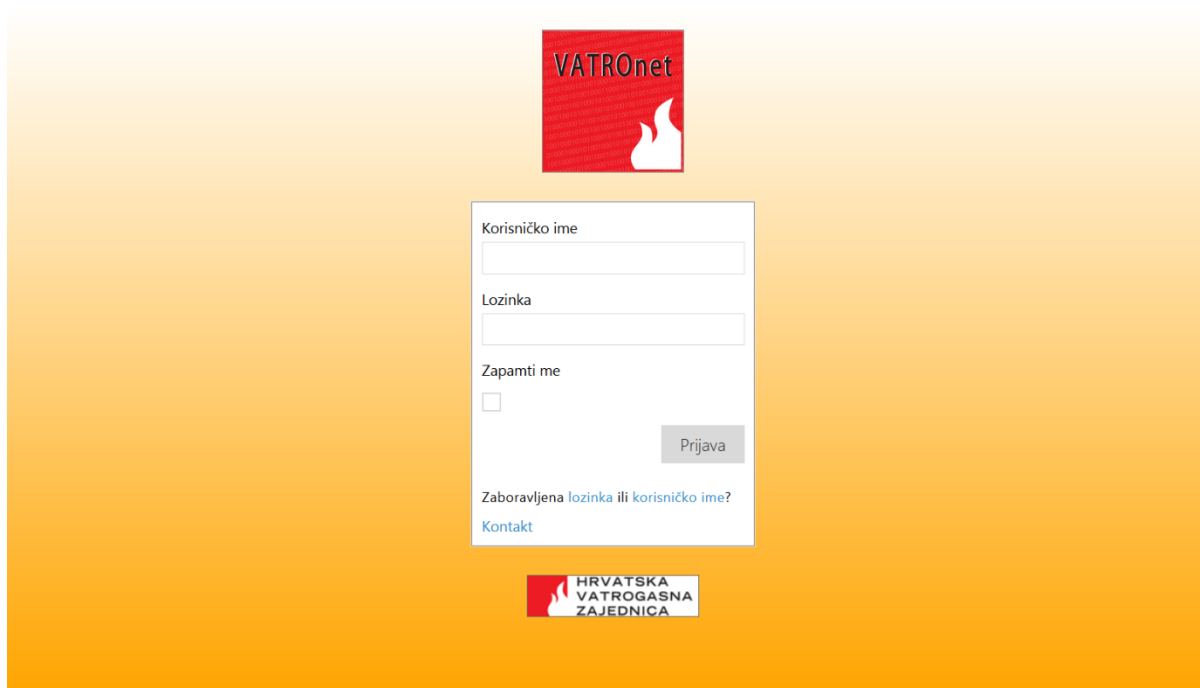 VATROnet
Korisničko ime
Lozinka
Zapamti me
Prijava
Zaboravljena lozinka ili korisničko ime?
Kontakt
HRVATSKA
VATROGASNA
ZAJEDNICA